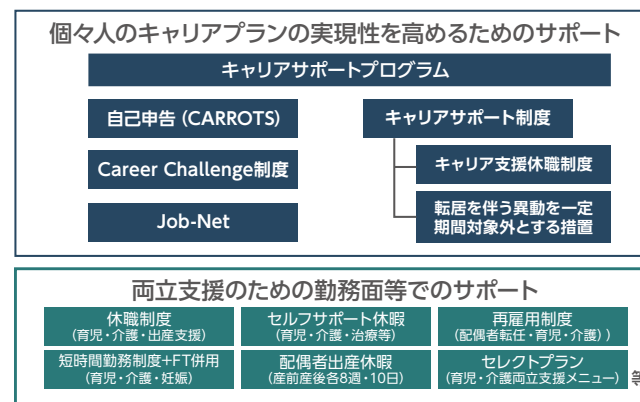 個々人のキャリアプランの実現性を高めるためのサポート
キャリアサポートプログラム
自己申告 (CARROTS)
Career Challenge制度
Job-Net
キャリアサポート制度
キャリア支援休職制度
転居を伴う異動を一定
期間対象外とする措置
両立支援のための勤務面等でのサポート
休職制度
(育児・介護・出産支援)
セルフサポート休暇
(育児・介護・治療等)
再雇用制度
(配偶者転任・育児・介護))
短時間勤務制度+FT併用
(育児・介護・妊娠)
配偶者出産休暇
(産前産後各8週・10日)
セレクトプラン
(育児・介護両立支援メニュー)
等